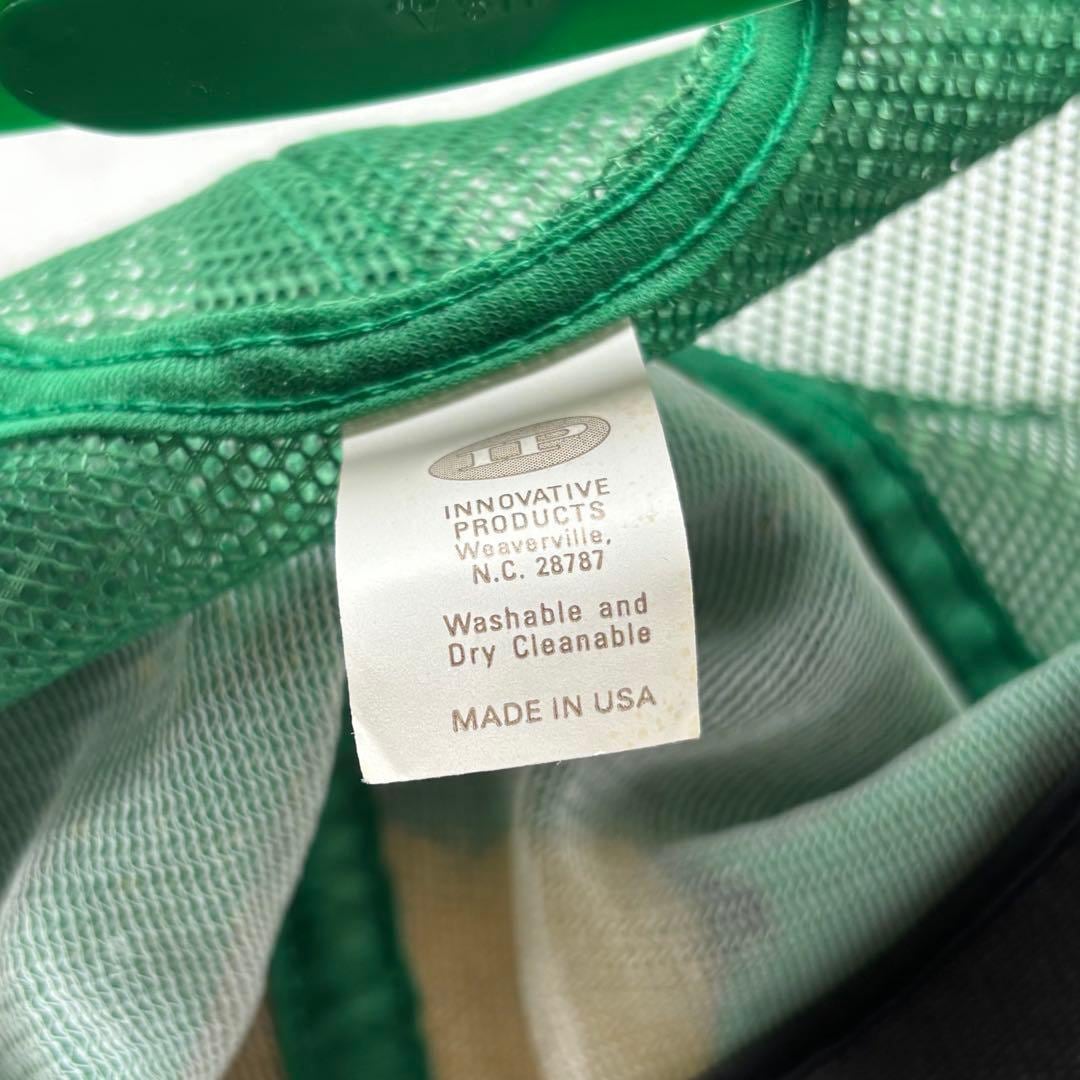 IP
INNOVATIVE
PRODUCTS
Weaverville,
N.C. 28787
Washable and
Dry Cleanable
MADE IN USA